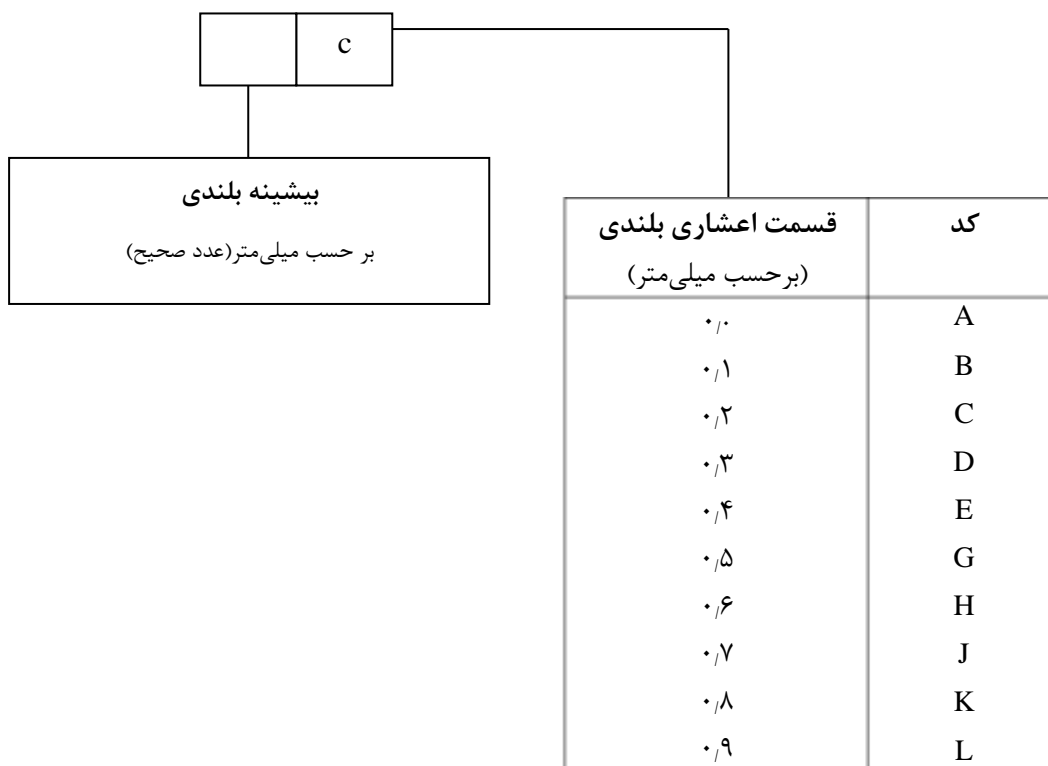 c
بیشینه بلندی
بر حسب میلی‌متر(عدد صحیح)
کد	قسمت اعشاری بلندی
(برحسب میلی‌متر)
A	۰/۰
B	۰/۱
C	۰/۲
D	۰/۳
E	۰/۴
G	۰/۵
H	۰/۶
J	۰/۷
K	۰/۸
L	۰/۹